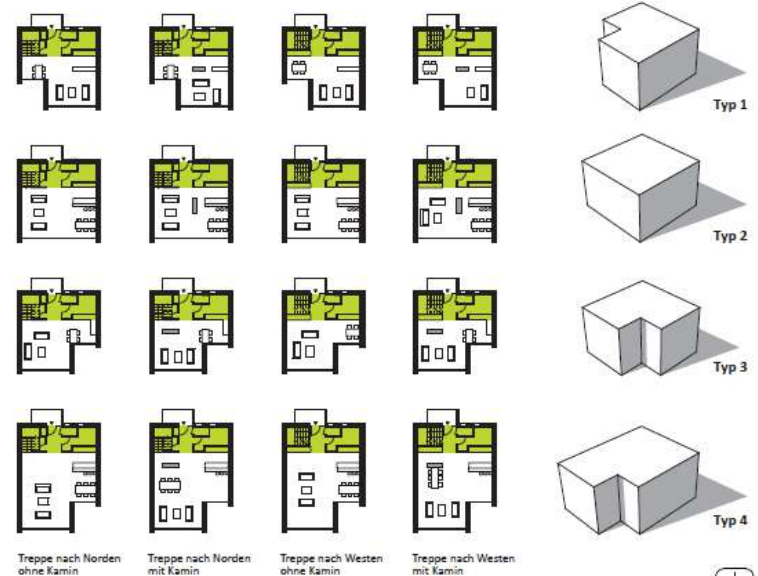 Typ 1
Typ 2
Typ 3
Typ 4
Treppe nach Norden
ohne Kamin
Treppe nach Norden
mit Kamin
Treppe nach Westen
ohne Kamin
Treppe nach Westen
mit Kamin